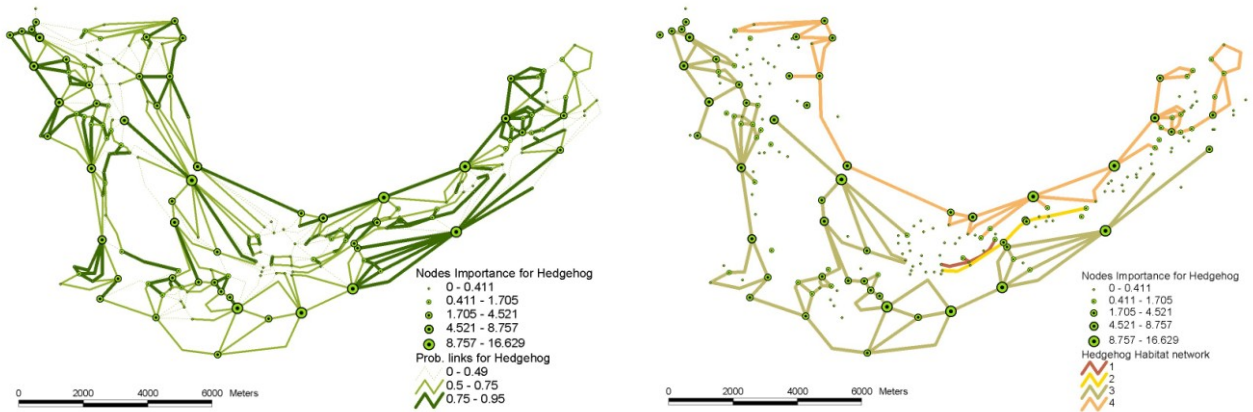 Nodes Importance for Hedgehog
0 - 0.411
0.411 - 1.705
1.705 - 4.521
4.521 - 8.757
8.757 - 16.629
Prob. links for Hedgehog
0 - 0.49
0.5 - 0.75
0.75 - 0.95
0 2000 4000 6000 Meters
Nodes Importance for Hedgehog
0 - 0.411
0.411 - 1.705
1.705 - 4.521
4.521 - 8.757
8.757 - 16.629
Hedgehog Habitat network
1
2
3
4
0 2000 4000 6000 Meters